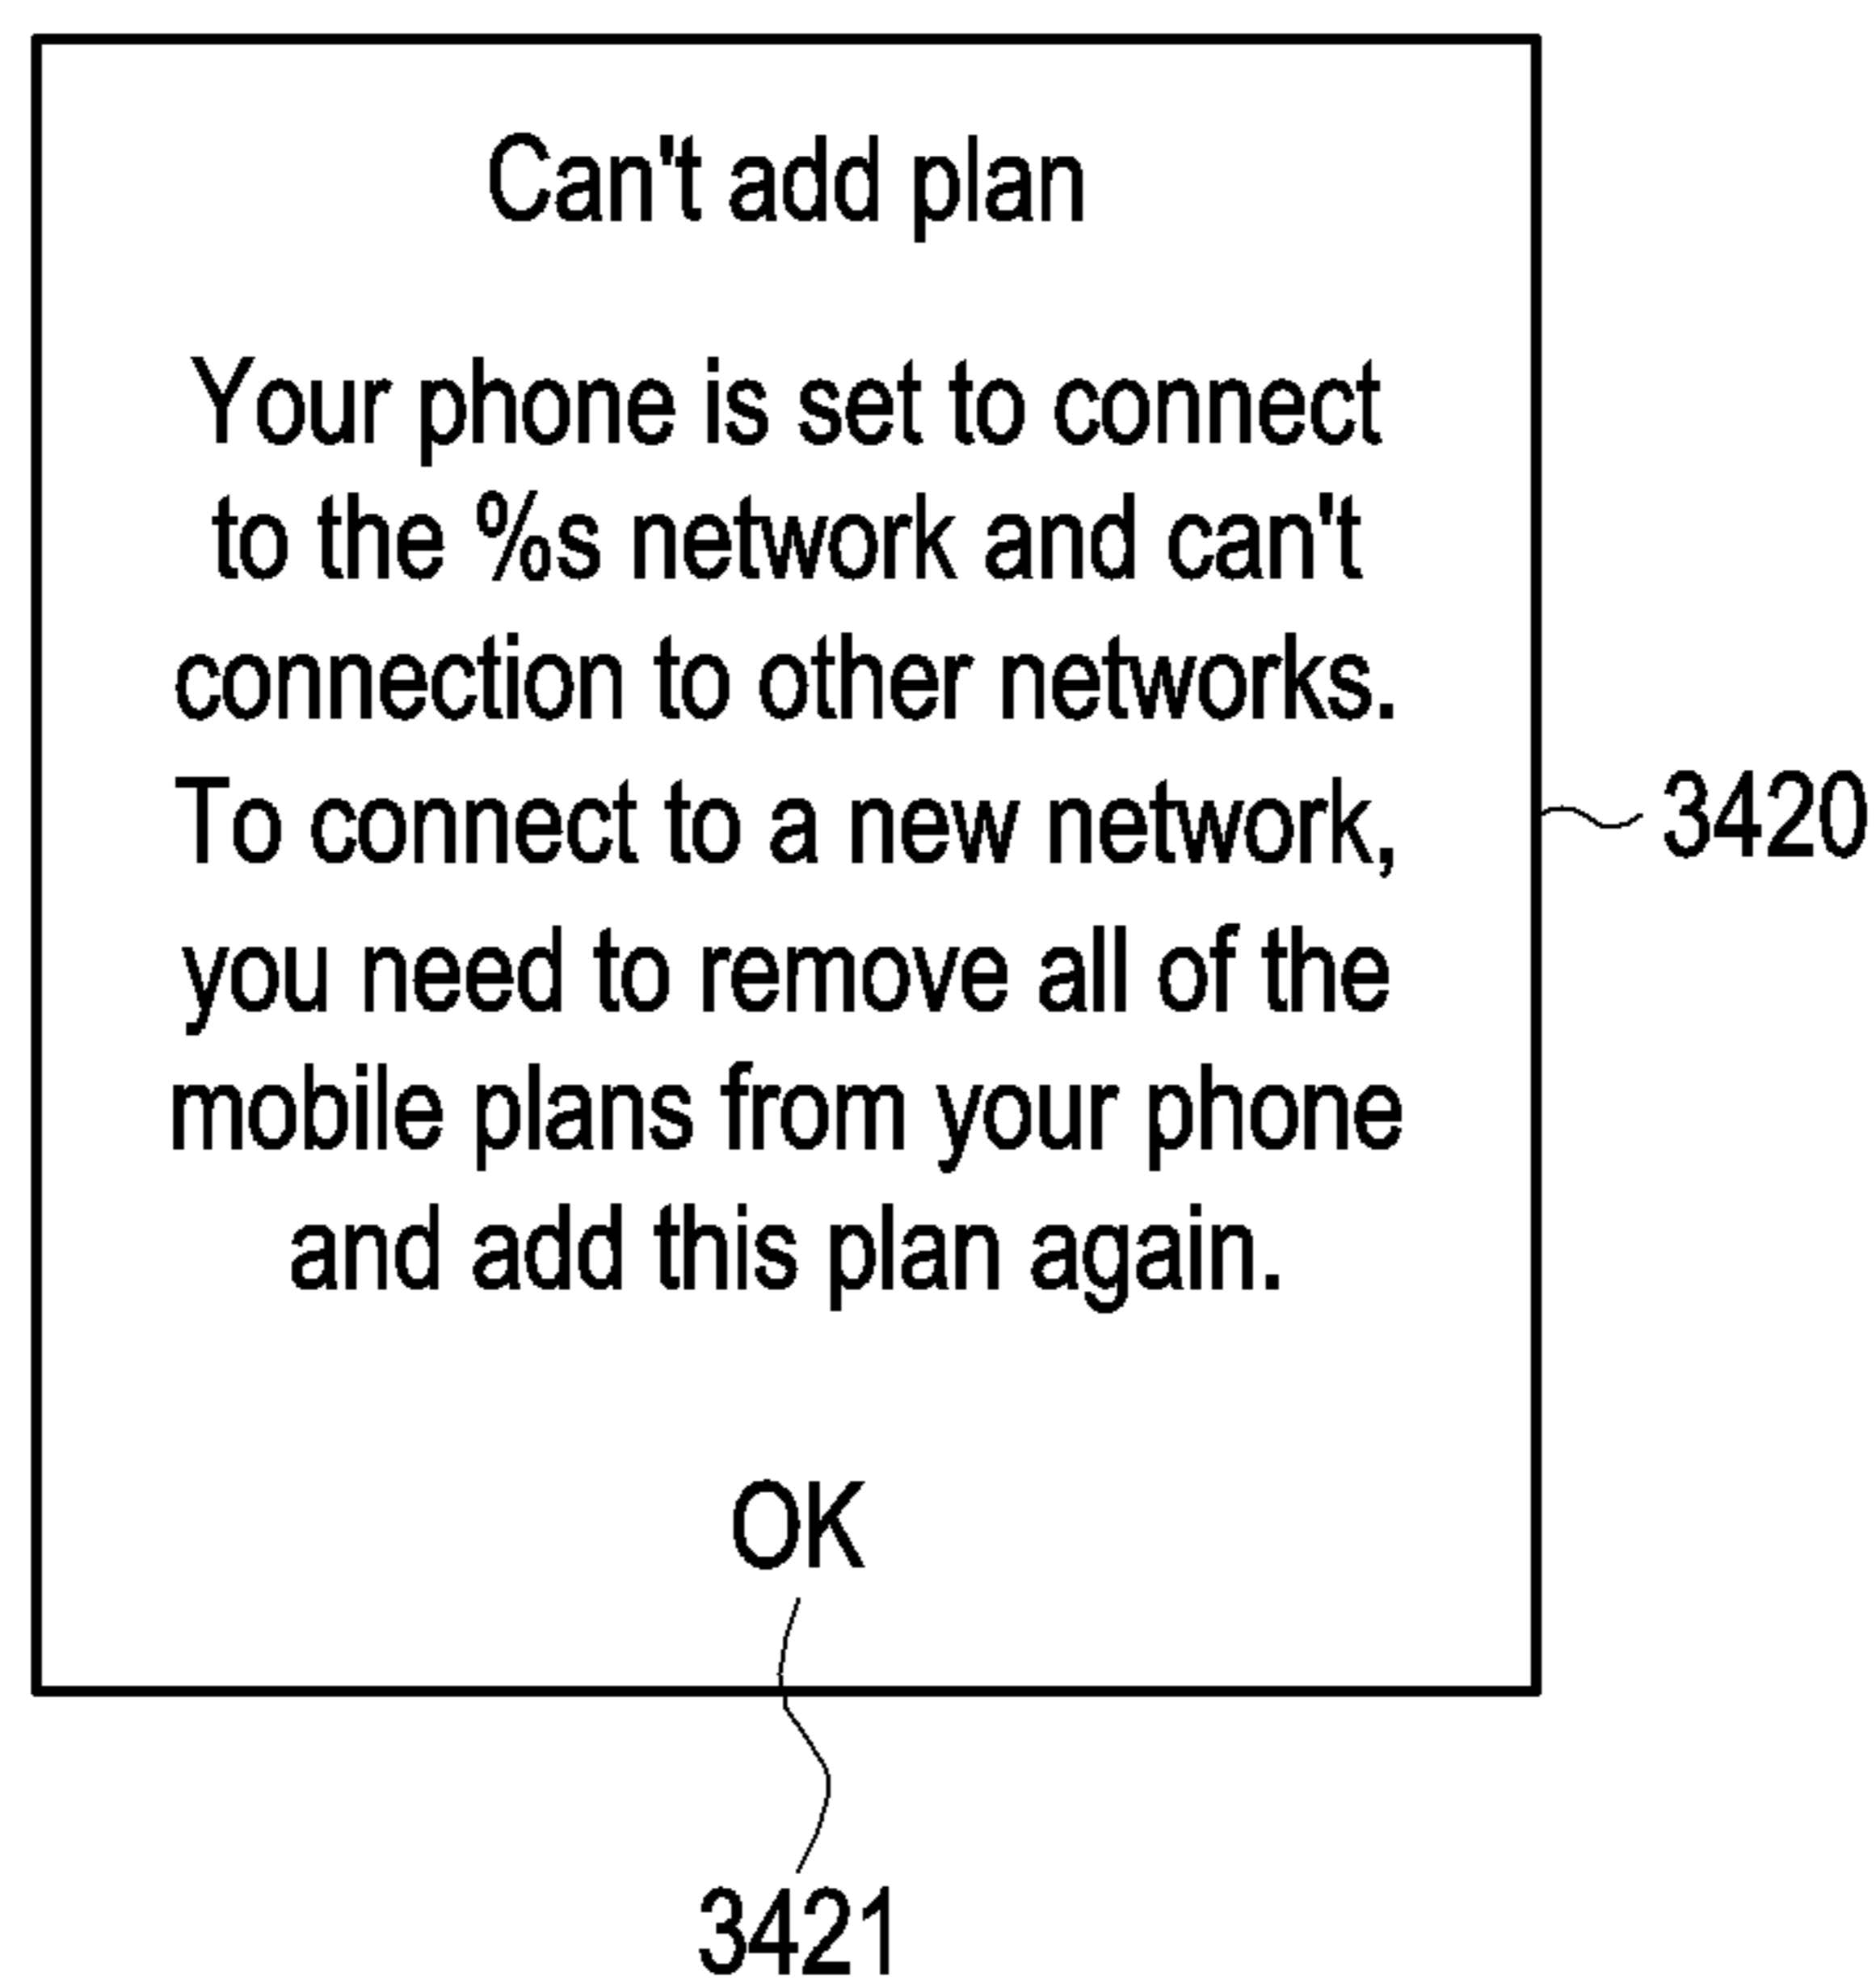 Can't add plan
Your phone is set to connect
to the %s network and can't
connection to other networks.
To connect to a new network,
you need to remove all of the
mobile plans from your phone
and add this plan again.
OK
3420
3421